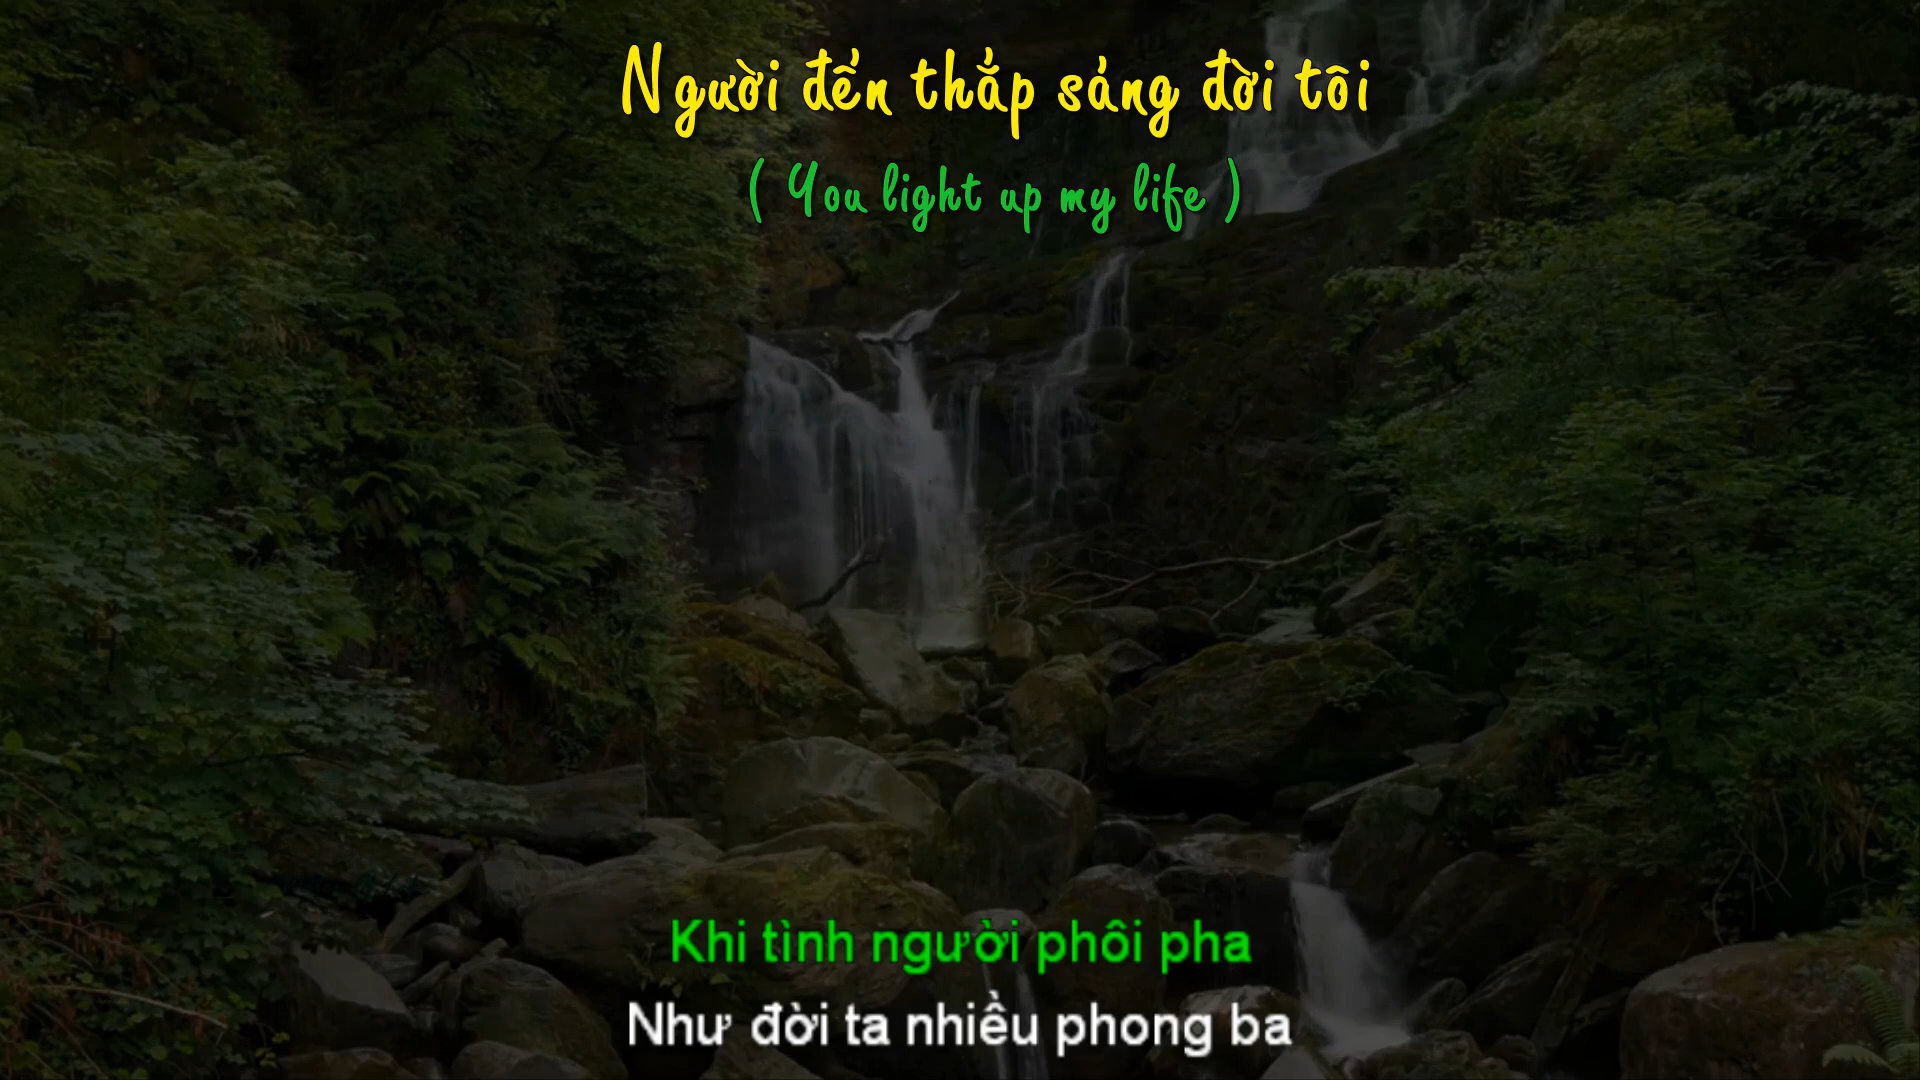 Người đến thắp sáng đời tôi
( You light up my life )
Khi tình người phôi pha
Như đời ta nhiều phong ba